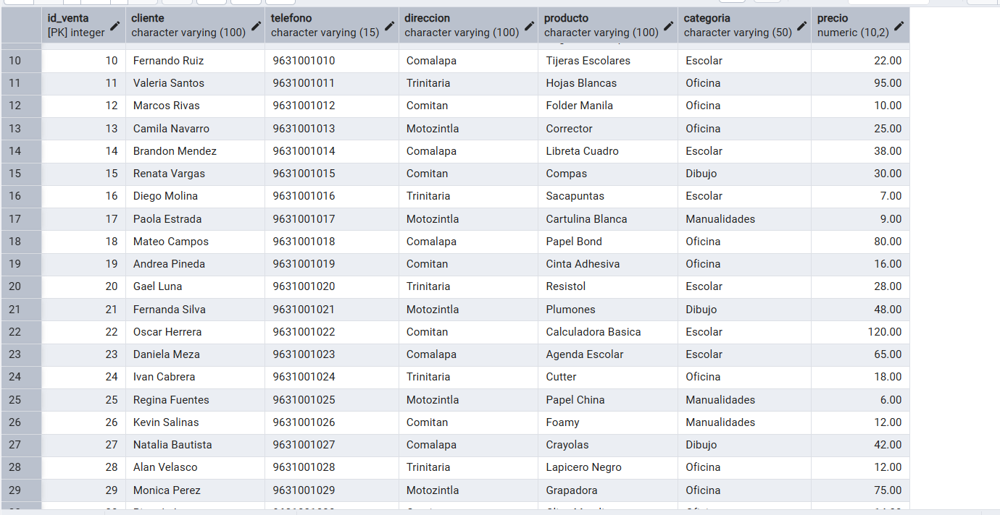 id_venta cliente telefono direccion producto categoria precio
[PK] integer character varying (100) character varying (15) character varying (100) character varying (100) character varying (50) numeric (10,2)
10 10 Fernando Ruiz 9631001010 Comalapa Tijeras Escolares Escolar 22.00
11 11 Valeria Santos 9631001011 Trinitaria Hojas Blancas Oficina 95.00
12 12 Marcos Rivas 9631001012 Comitan Folder Manila Oficina 10.00
13 13 Camila Navarro 9631001013 Motozintla Corrector Oficina 25.00
14 14 Brandon Mendez 9631001014 Comalapa Libreta Cuadro Escolar 38.00
15 15 Renata Vargas 9631001015 Comitan Compas Dibujo 30.00
16 16 Diego Molina 9631001016 Trinitaria Sacapuntas Escolar 7.00
17 17 Paola Estrada 9631001017 Motozintla Cartulina Blanca Manualidades 9.00
18 18 Mateo Campos 9631001018 Comalapa Papel Bond Oficina 80.00
19 19 Andrea Pineda 9631001019 Comitan Cinta Adhesiva Oficina 16.00
20 20 Gael Luna 9631001020 Trinitaria Resistol Escolar 28.00
21 21 Fernanda Silva 9631001021 Motozintla Plumones Dibujo 48.00
22 22 Oscar Herrera 9631001022 Comitan Calculadora Basica Escolar 120.00
23 23 Daniela Meza 9631001023 Comalapa Agenda Escolar Escolar 65.00
24 24 Ivan Cabrera 9631001024 Trinitaria Cutter Oficina 18.00
25 25 Regina Fuentes 9631001025 Motozintla Papel China Manualidades 6.00
26 26 Kevin Salinas 9631001026 Comitan Foamy Manualidades 12.00
27 27 Natalia Bautista 9631001027 Comalapa Crayolas Dibujo 42.00
28 28 Alan Velasco 9631001028 Trinitaria Lapicero Negro Oficina 12.00
29 29 Monica Perez 9631001029 Motozintla Grapadora Oficina 75.00